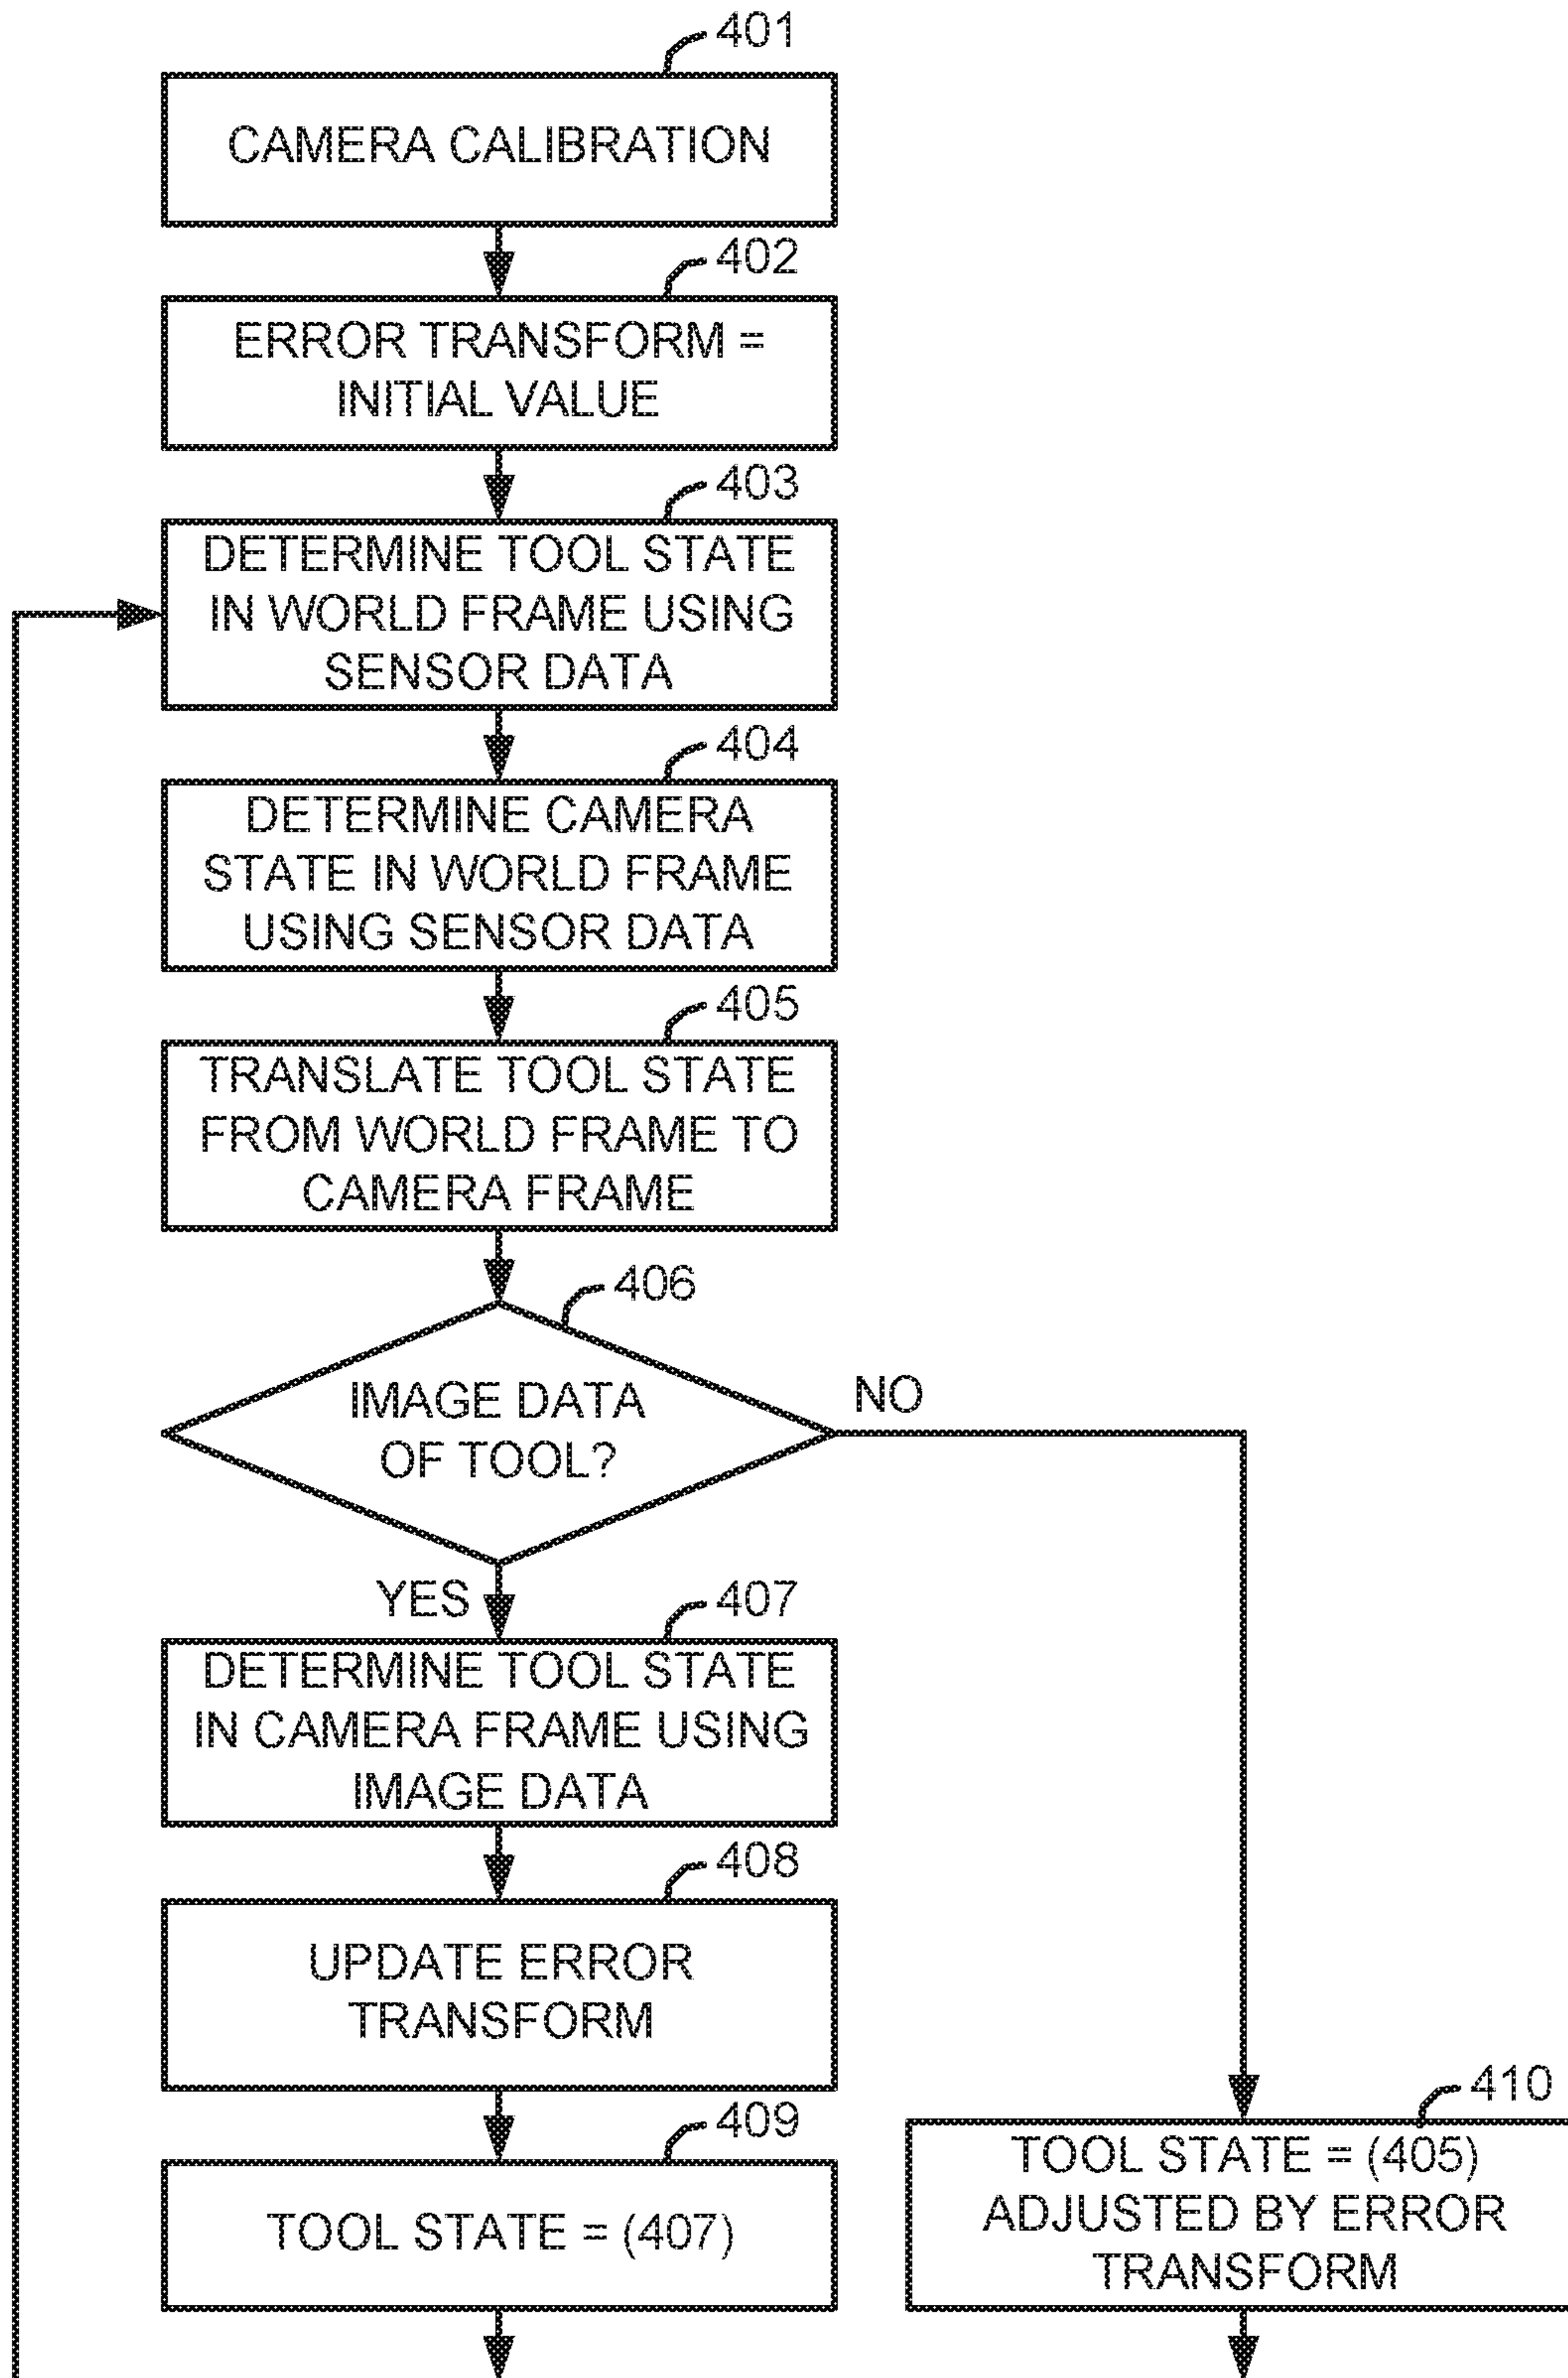 401
CAMERA CALIBRATION
402
ERROR TRANSFORM =
INITIAL VALUE
403
DETERMINE TOOL STATE
IN WORLD FRAME USING
SENSOR DATA
404
DETERMINE CAMERA
STATE IN WORLD FRAME
USING SENSOR DATA
405
TRANSLATE TOOL STATE
FROM WORLD FRAME TO
CAMERA FRAME
406
IMAGE DATA
OF TOOL?
NO
YES
407
DETERMINE TOOL STATE
IN CAMERA FRAME USING
IMAGE DATA
408
UPDATE ERROR
TRANSFORM
409
TOOL STATE = (407)
410
TOOL STATE = (405)
ADJUSTED BY ERROR
TRANSFORM